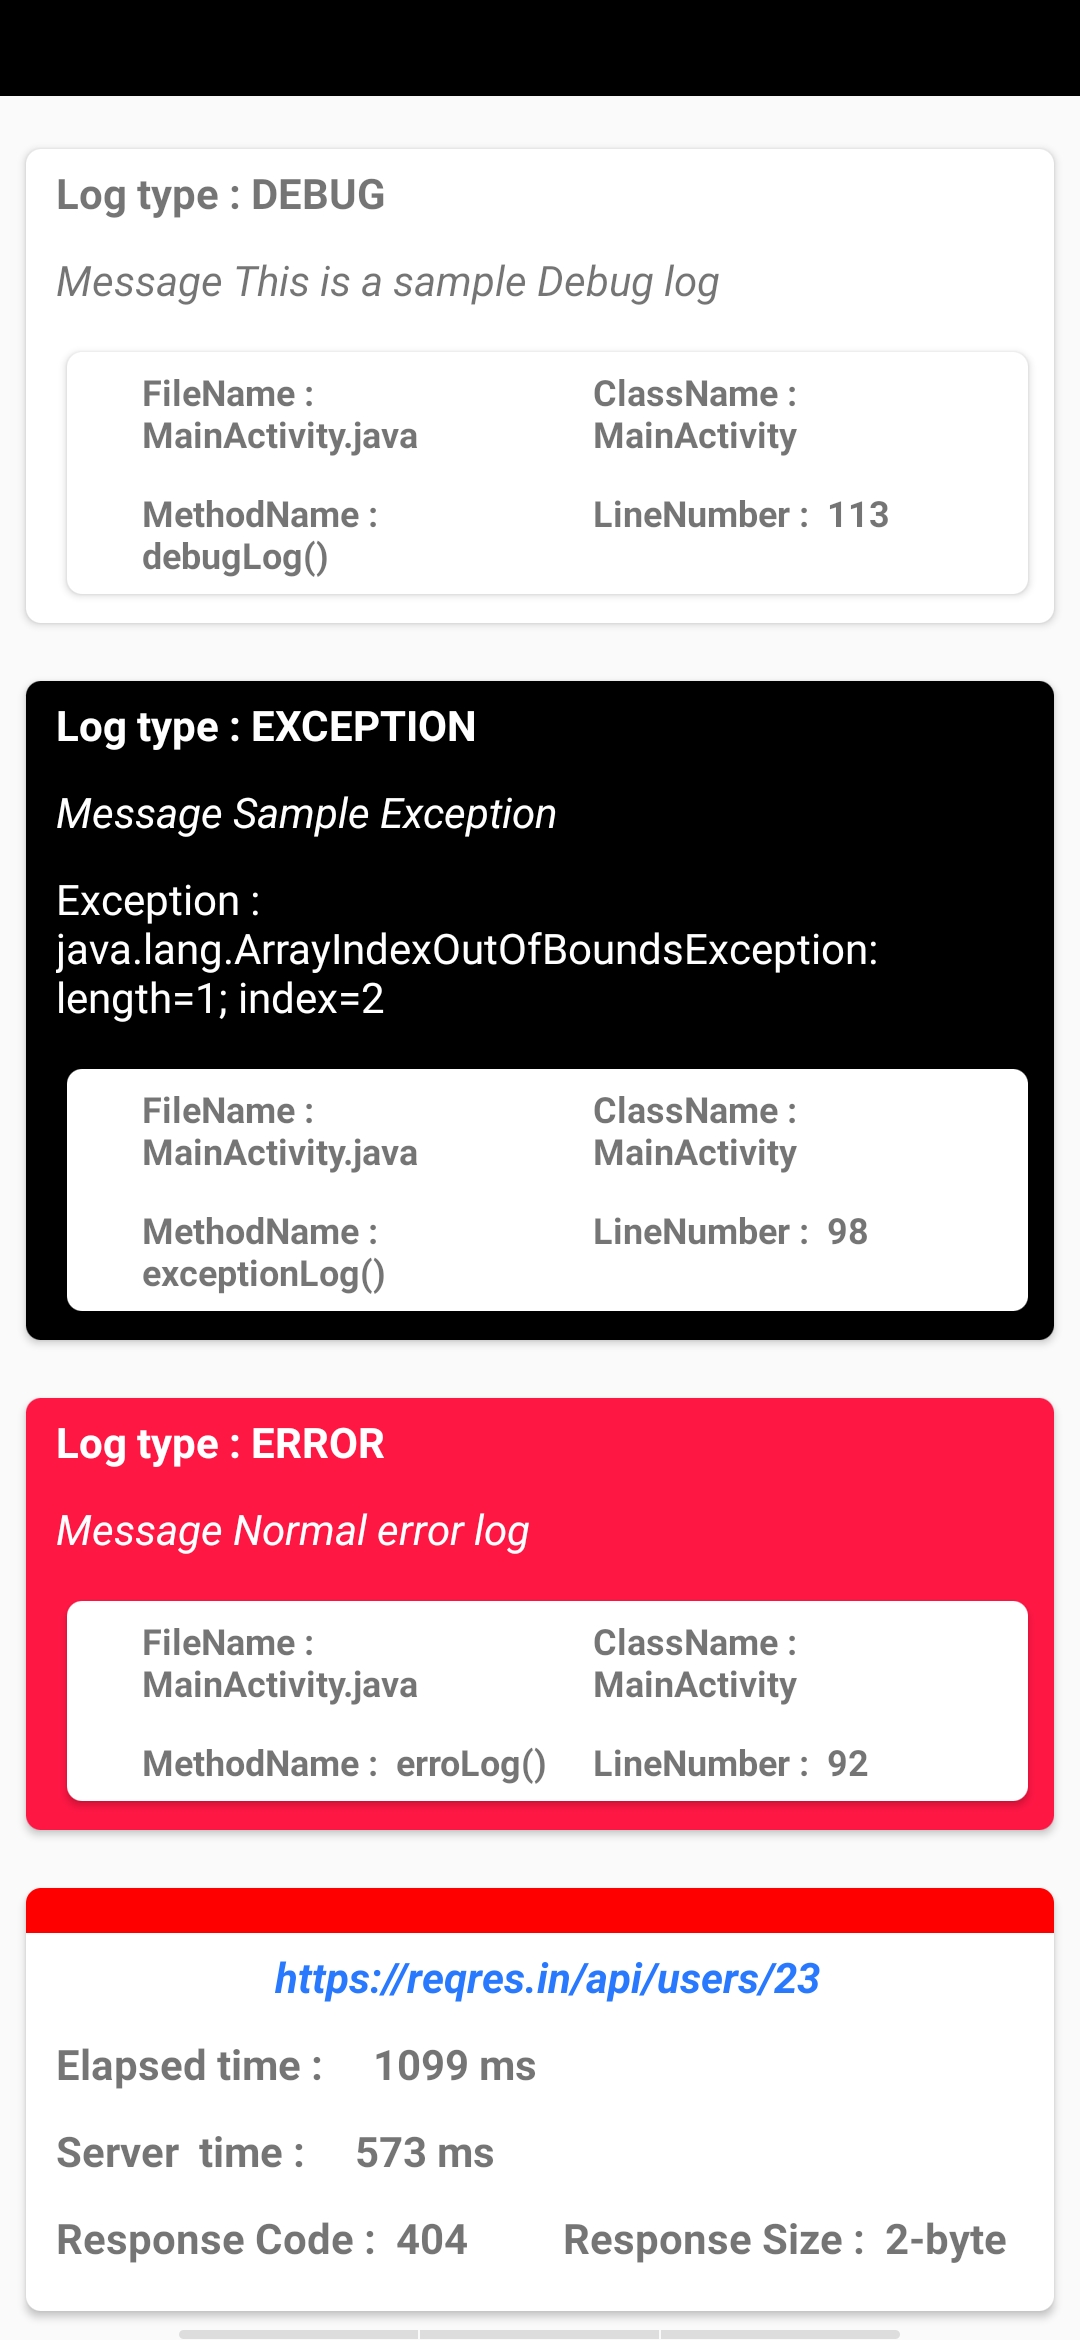 Log type : DEBUG
Message This is a sample Debug log
FileName :
MainActivity.java
ClassName :
MainActivity
MethodName :
debugLog()
LineNumber :  113
Log type : EXCEPTION
Message Sample Exception
Exception :
java.lang.ArrayIndexOutOfBoundsException:
length=1; index=2
FileName :
MainActivity.java
ClassName :
MainActivity
MethodName :
exceptionLog()
LineNumber :  98
Log type : ERROR
Message Normal error log
FileName :
MainActivity.java
ClassName :
MainActivity
MethodName :  erroLog()
LineNumber :  92
https://reqres.in/api/users/23
Elapsed time :    1099 ms
Server  time :    573 ms
Response Code :  404
Response Size :  2-byte